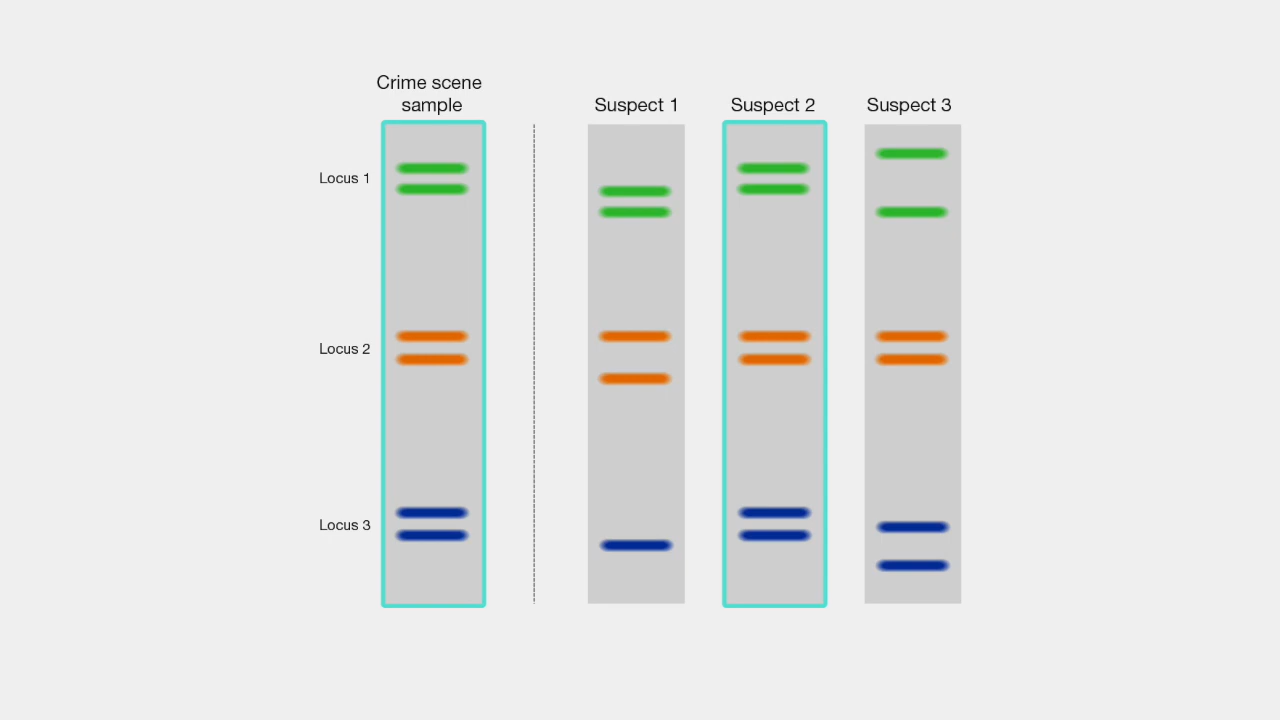 Crime scene
sample
Suspect 1
Suspect 2
Suspect 3
Locus 1
Locus 2
Locus 3